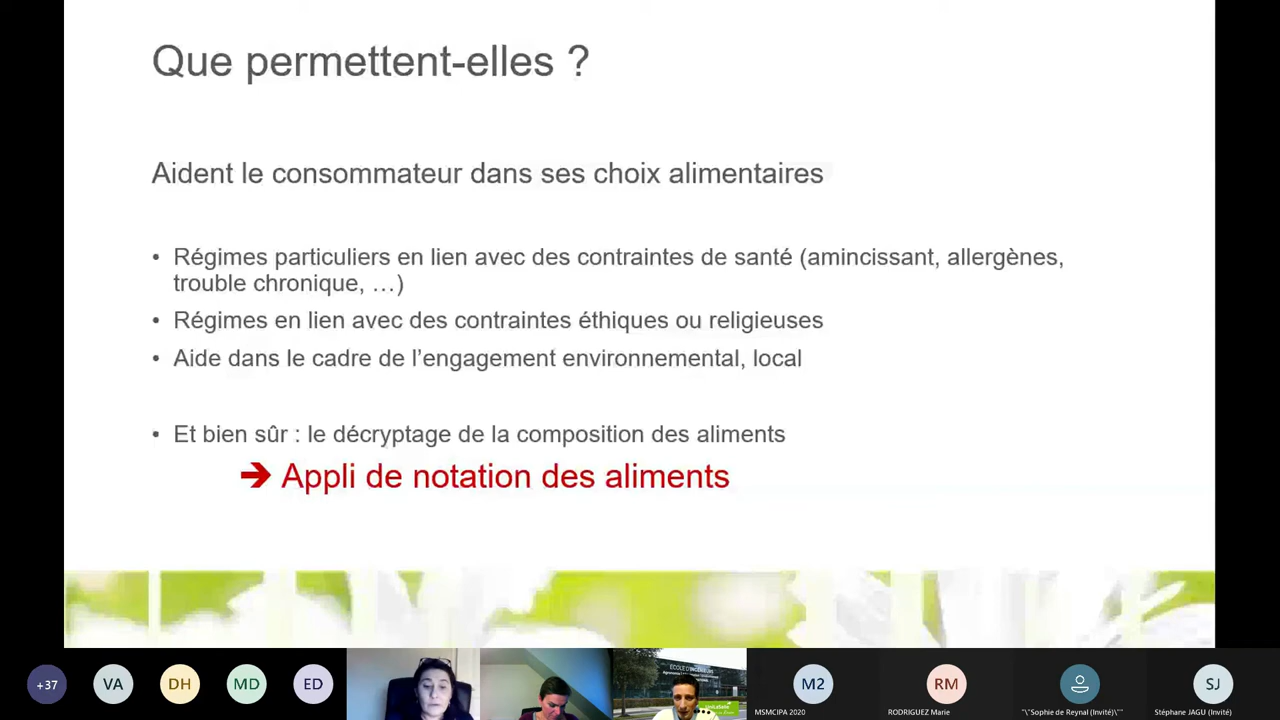 Que permettent-elles ?
Aident le consommateur dans ses choix alimentaires
• Régimes particuliers en lien avec des contraintes de santé (amincissant, allergènes,
trouble chronique, …)
• Régimes en lien avec des contraintes éthiques ou religieuses
• Aide dans le cadre de l’engagement environnemental, local
• Et bien sûr : le décryptage de la composition des aliments
➔ Appli de notation des aliments
+37
VA
DH
MD
ED
ÉCOLE D'INGÉNIEURS
UniLaSalle
M2
RM
SJ
MSMCIPA 2020
RODRIGUEZ Marie
"\"Sophie de Reynal (Invité)\""
Stéphane JAGU (Invité)